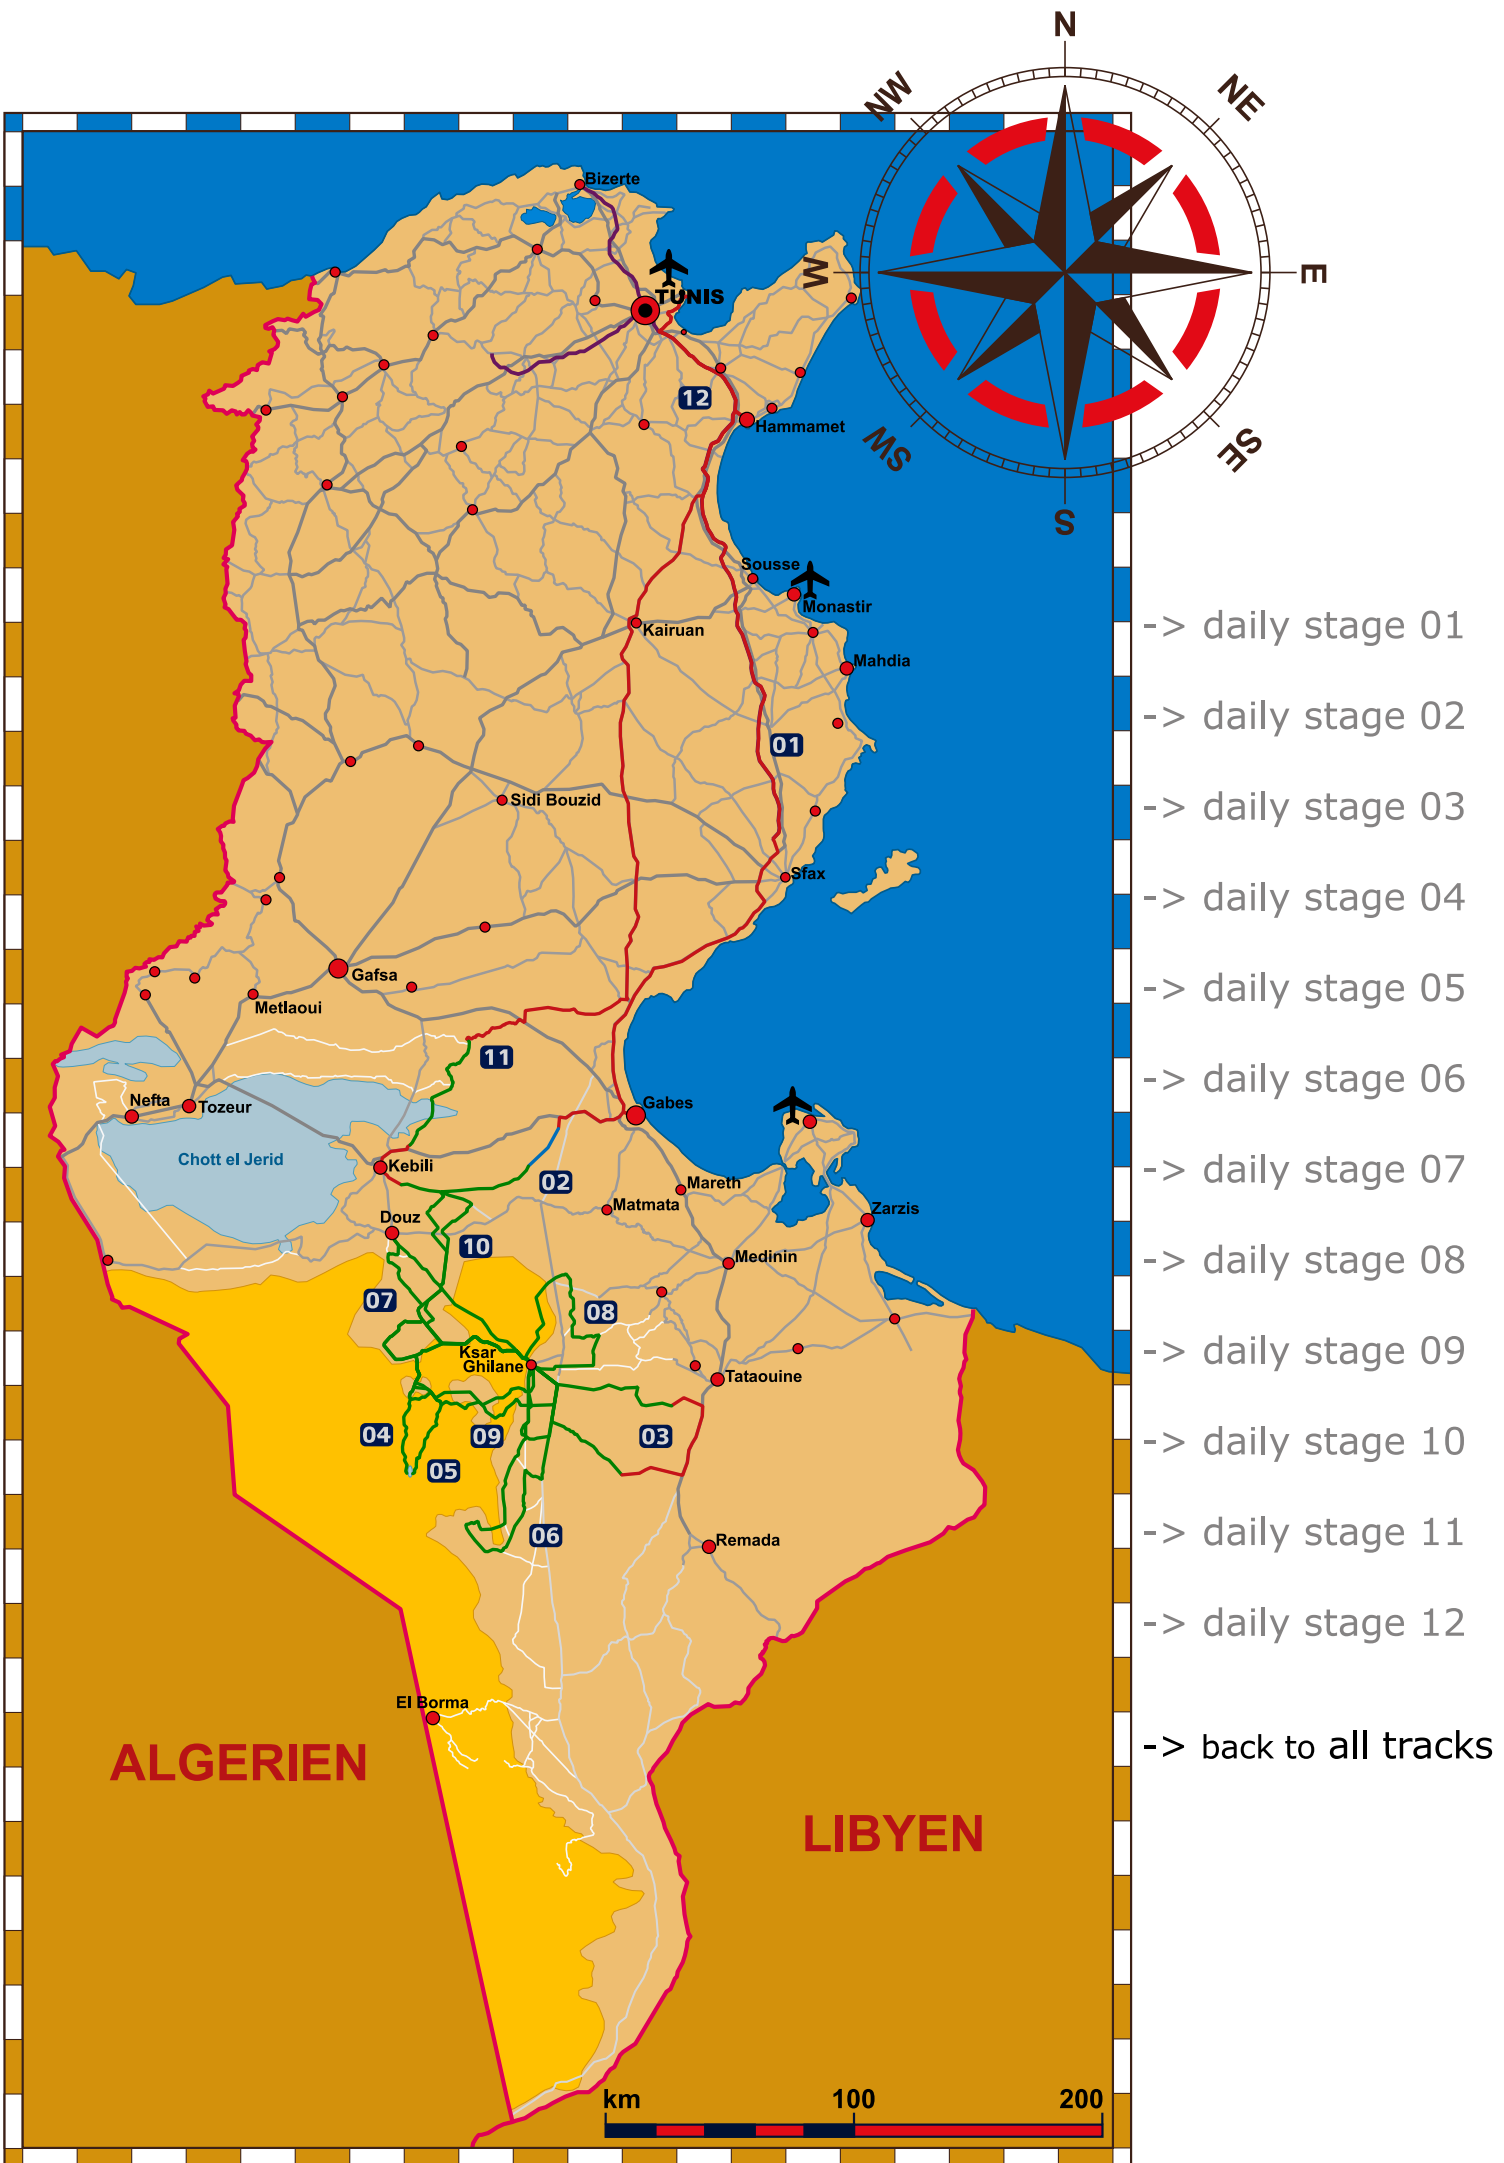 N
NW
NE
W
E
SW
SE
S
Bizerte
TUNIS
12
Hammamet
Sousse
Monastir
Kairuan
Mahdia
01
Sidi Bouzid
Sfax
Gafsa
Metlaoui
11
Nefta
Tozeur
Gabes
Chott el Jerid
Kebili
02
Mareth
Matmata
Zarzis
Douz
10
Medinin
07
08
Ksar
Ghilane
Tataouine
04
09
03
05
06
Remada
El Borma
ALGERIEN
LIBYEN
km 100 200
-> daily stage 01
-> daily stage 02
-> daily stage 03
-> daily stage 04
-> daily stage 05
-> daily stage 06
-> daily stage 07
-> daily stage 08
-> daily stage 09
-> daily stage 10
-> daily stage 11
-> daily stage 12
-> back to all tracks